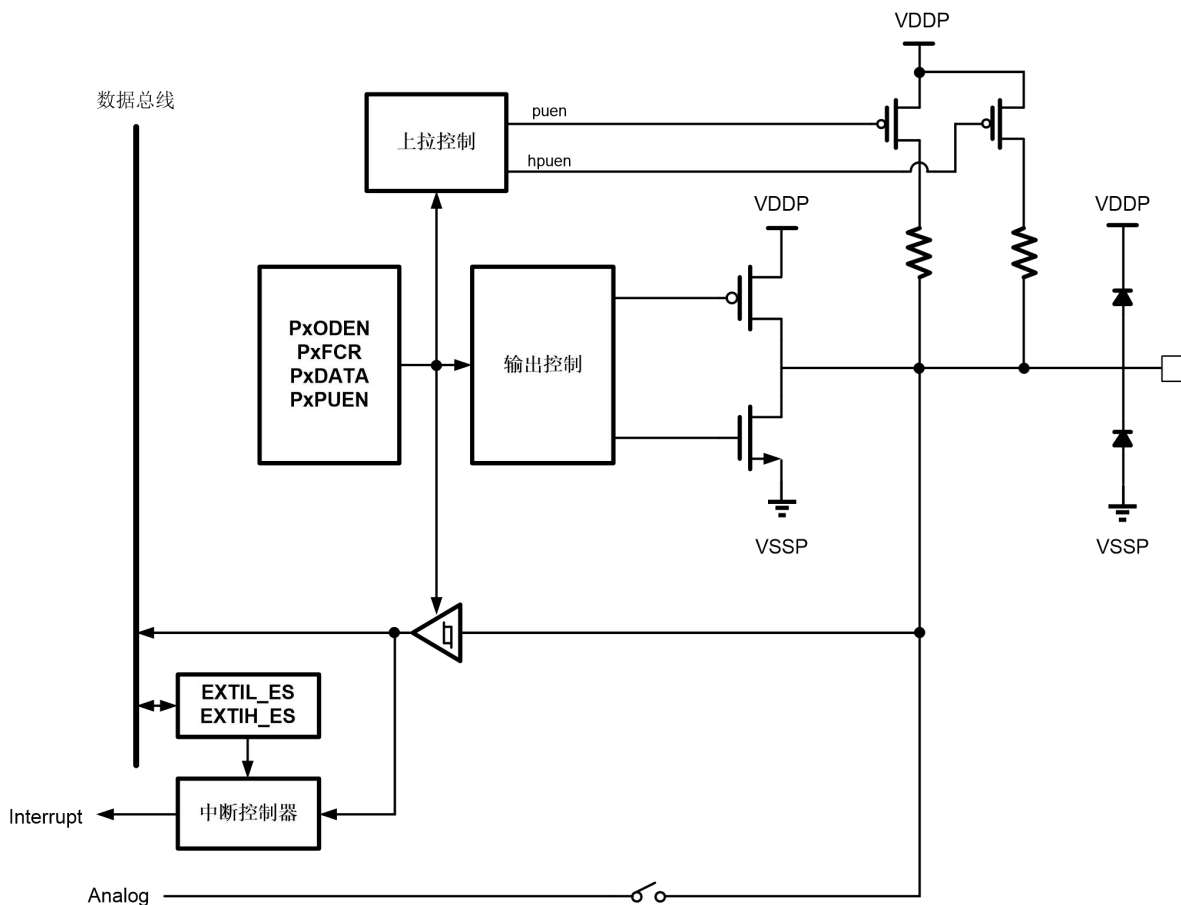 VDDP
数据总线
puen
上拉控制
hpuen
VDDP
VDDP
PxODEN
PxFCR
PxDATA
PxPUEN
输出控制
VSSP
VSSP
EXTIL_ES
EXTIH_ES
中断控制器
Interrupt
Analog